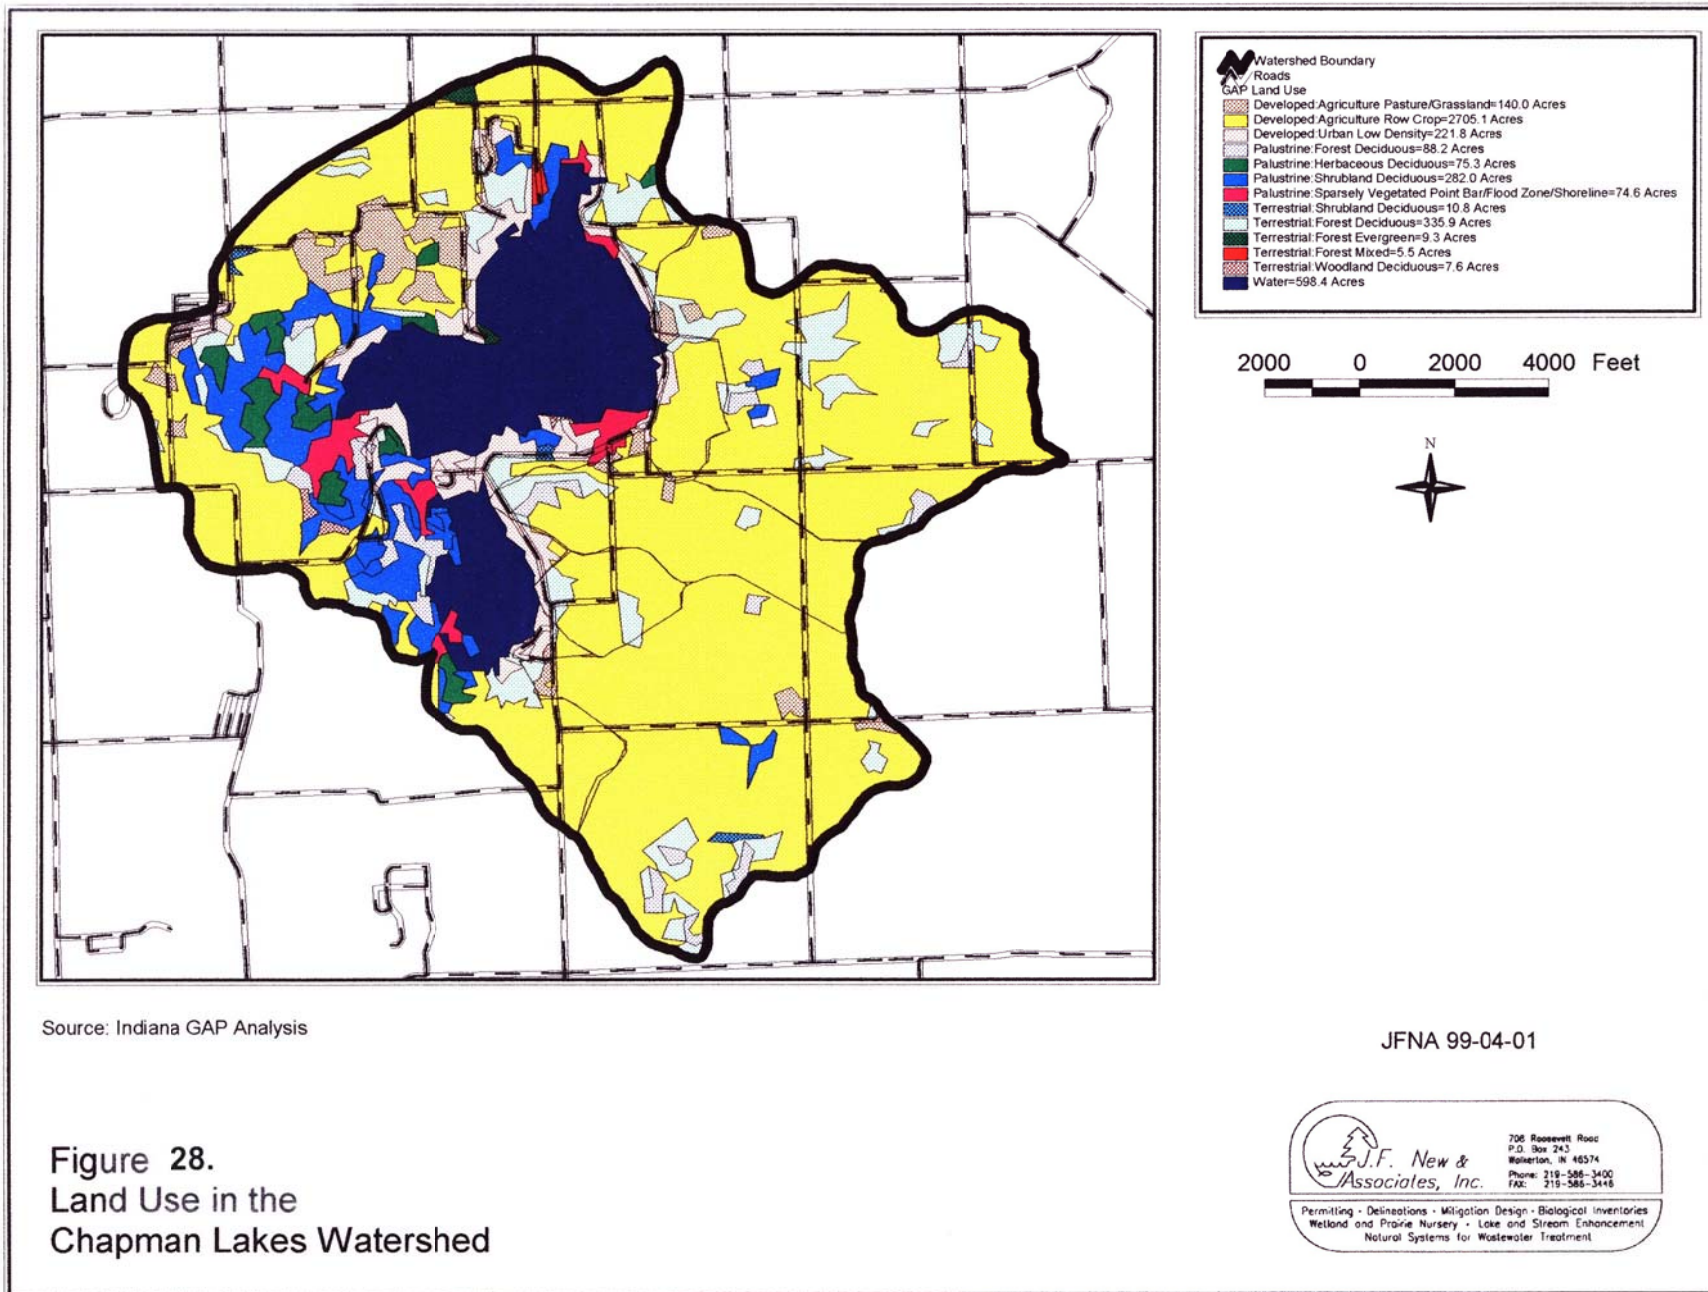 Watershed Boundary
Roads
GAP Land Use
Developed:Agriculture Pasture/Grassland=140.0 Acres
Developed:Agriculture Row Crop=2705.1 Acres
Developed:Urban Low Density=221.8 Acres
Palustrine:Forest Deciduous=88.2 Acres
Palustrine:Herbaceous Deciduous=75.3 Acres
Palustrine:Shrubland Deciduous=282.0 Acres
Palustrine:Sparsely Vegetated Point Bar/Flood Zone/Shoreline=74.6 Acres
Terrestrial:Shrubland Deciduous=10.8 Acres
Terrestrial:Forest Deciduous=335.9 Acres
Terrestrial:Forest Evergreen=9.3 Acres
Terrestrial:Forest Mixed=5.5 Acres
Terrestrial:Woodland Deciduous=7.6 Acres
Water=598.4 Acres
2000 0 2000 4000 Feet
N
Source: Indiana GAP Analysis
JFNA 99-04-01
Figure 28.
Land Use in the
Chapman Lakes Watershed
J.F. New &
Associates, Inc.
706 Roosevelt Road
P.O. Box 243
Walkerton, IN 46574
Phone: 219-586-3400
FAX: 219-586-3446
Permitting - Delineations - Mitigation Design - Biological Inventories
Wetland and Prairie Nursery - Lake and Stream Enhancement
Natural Systems for Wastewater Treatment